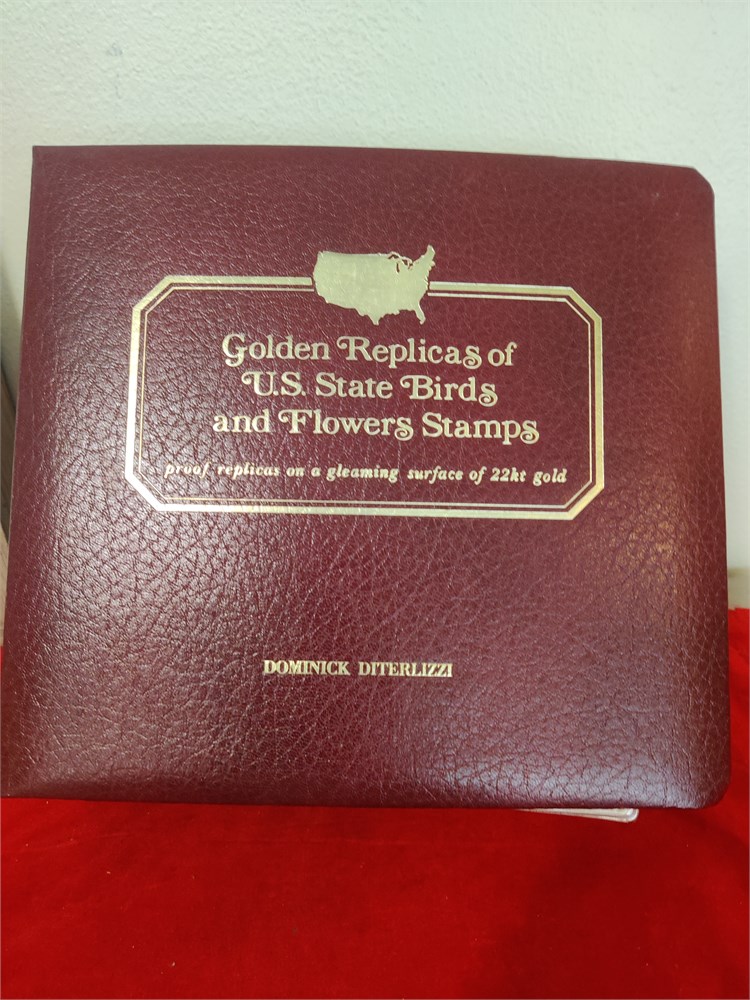 Golden Replicas of
U.S. State Birds
and Flowers Stamps
proof replicas on a gleaming surface of 22kt gold
DOMINICK DITERLIZZI